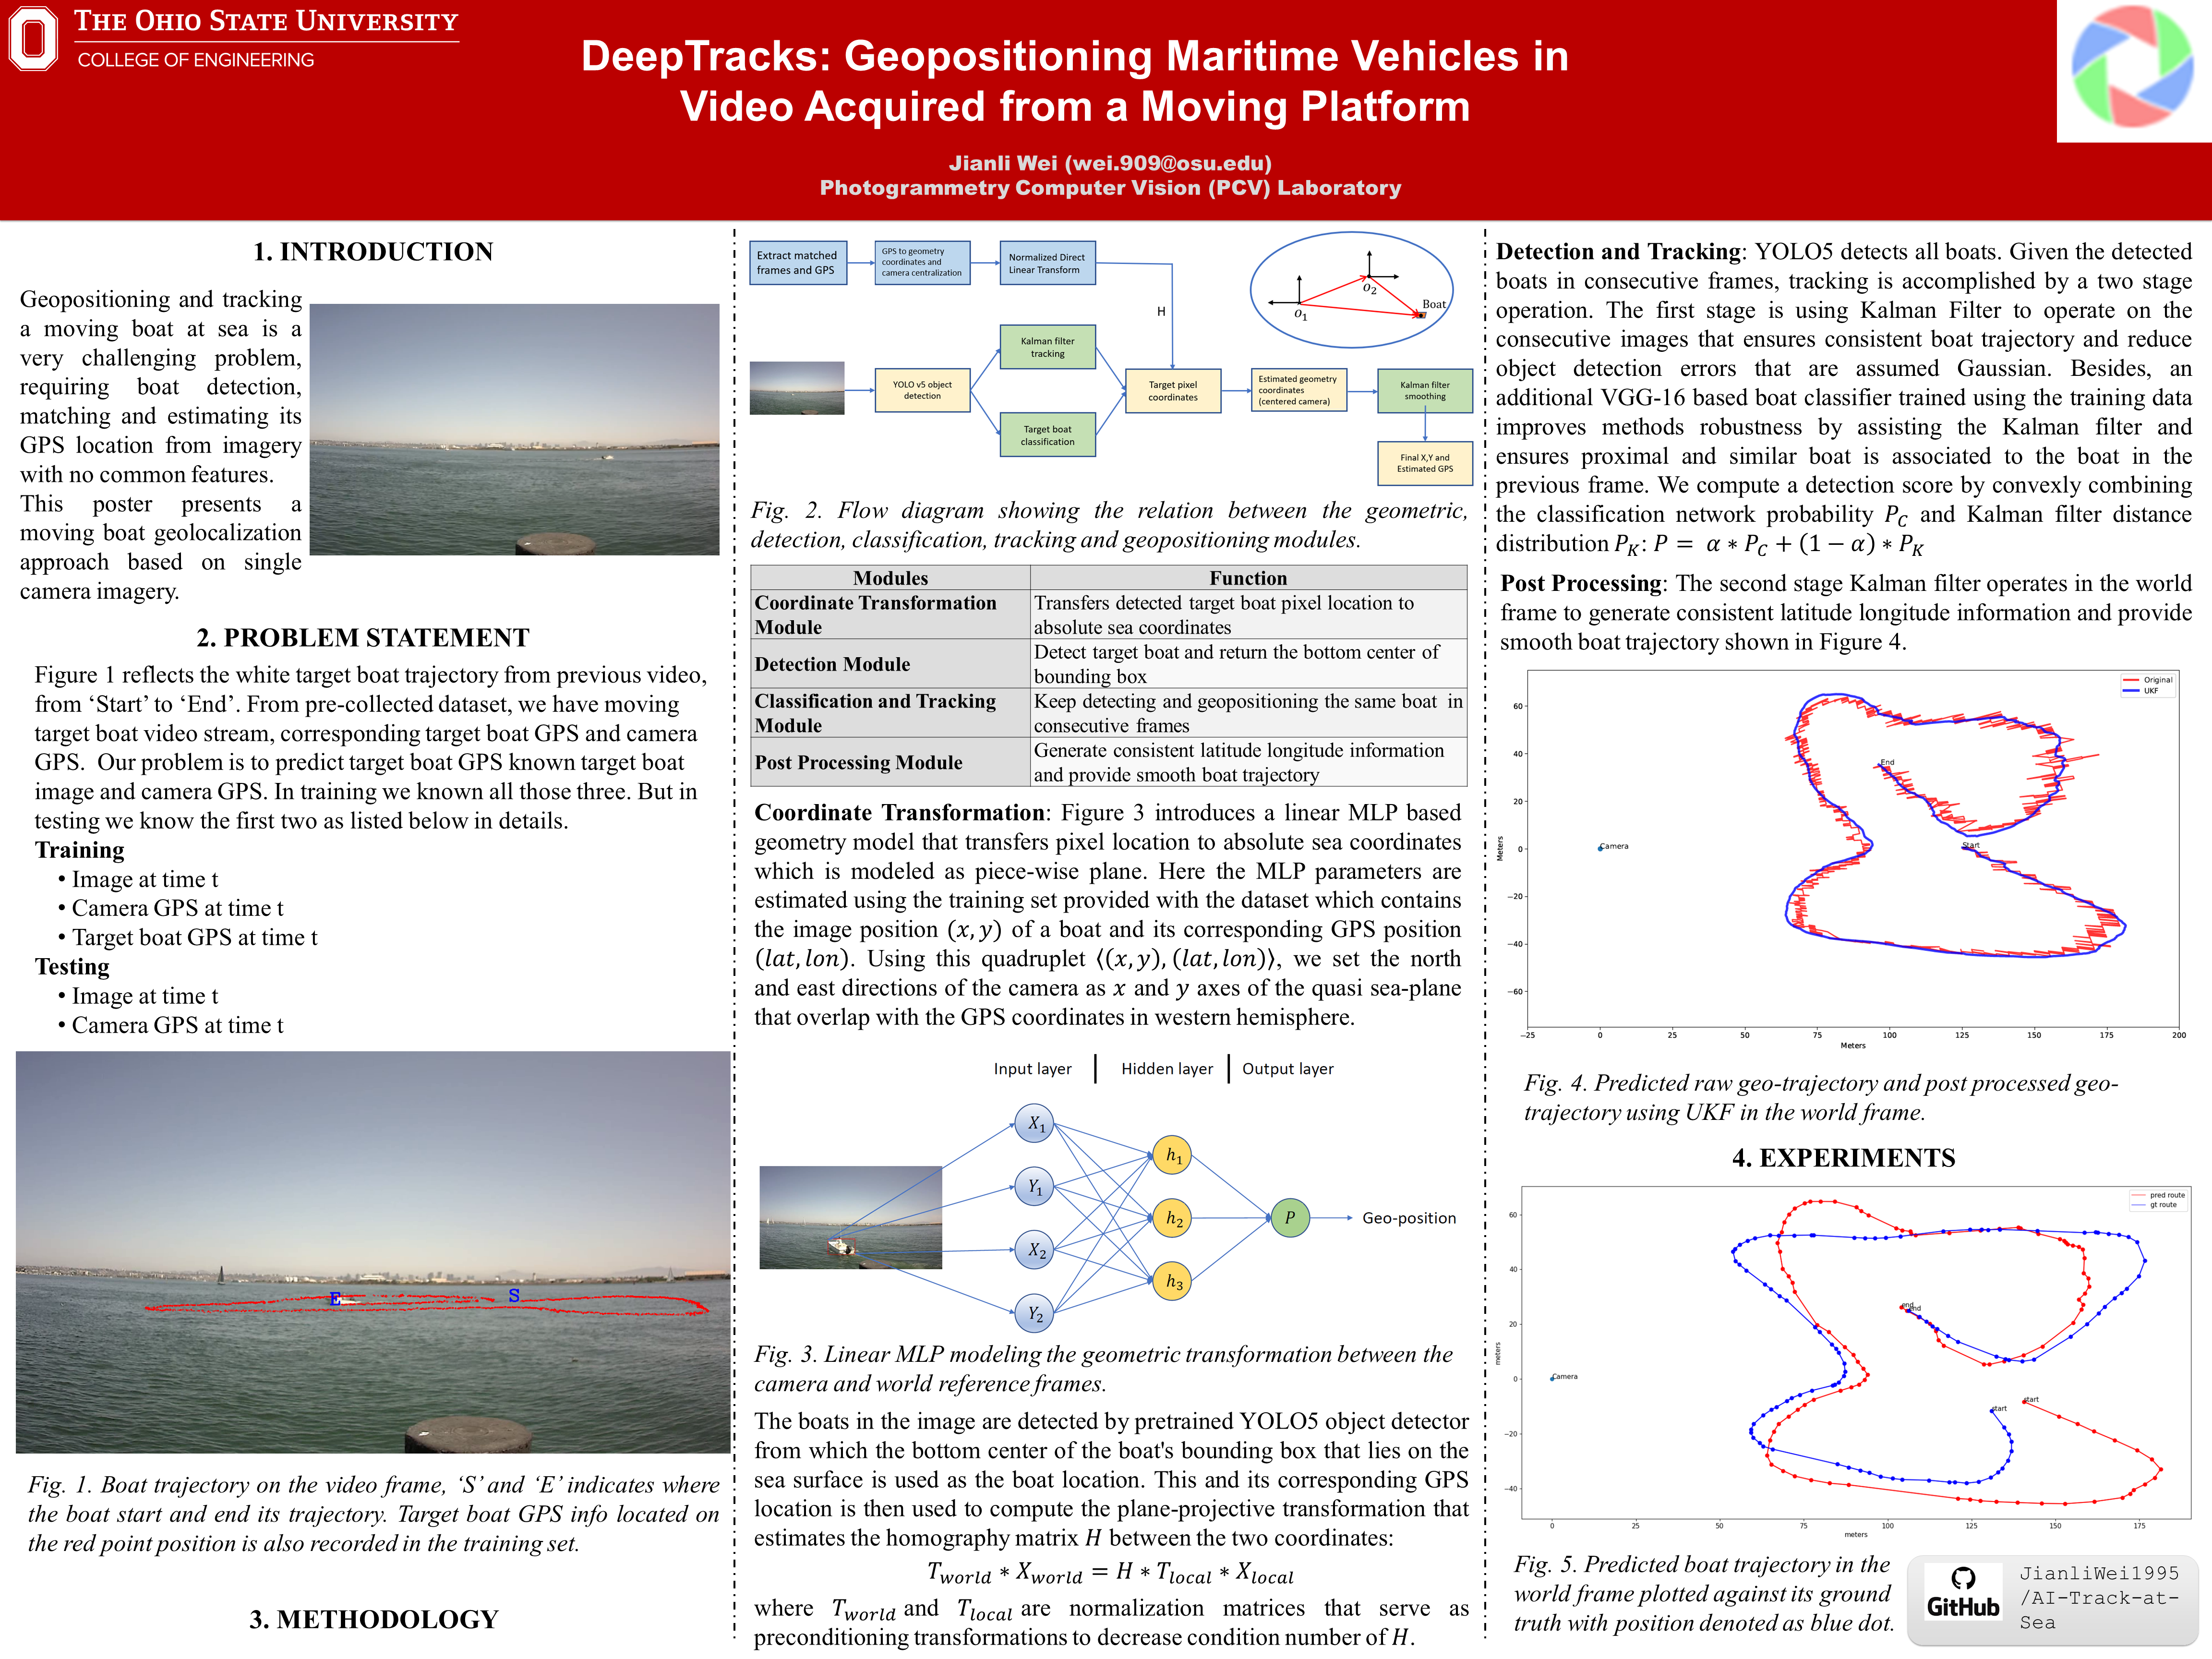 THE OHIO STATE UNIVERSITY
COLLEGE OF ENGINEERING
DeepTracks: Geopositioning Maritime Vehicles in
Video Acquired from a Moving Platform
Jianli Wei (wei.909@osu.edu)
Photogrammetry Computer Vision (PCV) Laboratory
1. INTRODUCTION
Geopositioning and tracking
a moving boat at sea is a
very challenging problem,
requiring boat detection,
matching and estimating its
GPS location from imagery
with no common features.
This poster presents a
moving boat geolocalization
approach based on single
camera imagery.
2. PROBLEM STATEMENT
Figure 1 reflects the white target boat trajectory from previous video,
from ‘Start’ to ‘End’. From pre-collected dataset, we have moving
target boat video stream, corresponding target boat GPS and camera
GPS. Our problem is to predict target boat GPS known target boat
image and camera GPS. In training we known all those three. But in
testing we know the first two as listed below in details.
Training
• Image at time t
• Camera GPS at time t
• Target boat GPS at time t
Testing
• Image at time t
• Camera GPS at time t
E
S
Fig. 1. Boat trajectory on the video frame, ‘S’ and ‘E’ indicates where
the boat start and end its trajectory. Target boat GPS info located on
the red point position is also recorded in the training set.
3. METHODOLOGY
Extract matched
frames and GPS
GPS to geometry
coordinates and
camera centralization
Normalized Direct
Linear Transform
H
O1
O2
Boat
Kalman filter
tracking
YOLO v5 object
detection
Target boat
classification
Target pixel
coordinates
Estimated geometry
coordinates
(centered camera)
Kalman filter
smoothing
Final X,Y and
Estimated GPS
Fig. 2. Flow diagram showing the relation between the geometric,
detection, classification, tracking and geopositioning modules.
Modules Function
Coordinate Transformation
Module
Transfers detected target boat pixel location to
absolute sea coordinates
Detection Module
Detect target boat and return the bottom center of
bounding box
Classification and Tracking
Module
Keep detecting and geopositioning the same boat in
consecutive frames
Post Processing Module
Generate consistent latitude longitude information
and provide smooth boat trajectory
Coordinate Transformation: Figure 3 introduces a linear MLP based
geometry model that transfers pixel location to absolute sea coordinates
which is modeled as piece-wise plane. Here the MLP parameters are
estimated using the training set provided with the dataset which contains
the image position (x, y) of a boat and its corresponding GPS position
(lat, lon). Using this quadruplet ⟨(x, y), (lat, lon)⟩, we set the north
and east directions of the camera as x and y axes of the quasi sea-plane
that overlap with the GPS coordinates in western hemisphere.
Input layer | Hidden layer | Output layer
X1
Y1
X2
Y2
h1
h2
h3
P
Geo-position
Fig. 3. Linear MLP modeling the geometric transformation between the
camera and world reference frames.
The boats in the image are detected by pretrained YOLO5 object detector
from which the bottom center of the boat's bounding box that lies on the
sea surface is used as the boat location. This and its corresponding GPS
location is then used to compute the plane-projective transformation that
estimates the homography matrix H between the two coordinates:
Tworld ∗ Xworld = H ∗ Tlocal ∗ Xlocal
where Tworld and Tlocal are normalization matrices that serve as
preconditioning transformations to decrease condition number of H.
Detection and Tracking: YOLO5 detects all boats. Given the detected
boats in consecutive frames, tracking is accomplished by a two stage
operation. The first stage is using Kalman Filter to operate on the
consecutive images that ensures consistent boat trajectory and reduce
object detection errors that are assumed Gaussian. Besides, an
additional VGG-16 based boat classifier trained using the training data
improves methods robustness by assisting the Kalman filter and
ensures proximal and similar boat is associated to the boat in the
previous frame. We compute a detection score by convexly combining
the classification network probability PC and Kalman filter distance
distribution PK: P = α ∗ PC + (1 − α) ∗ PK
Post Processing: The second stage Kalman filter operates in the world
frame to generate consistent latitude longitude information and provide
smooth boat trajectory shown in Figure 4.
Original
UKF
60
40
20
0
−20
−40
−60
Meters
Camera
End
Start
−25 0 25 50 75 100 125 150 175 200
Meters
Fig. 4. Predicted raw geo-trajectory and post processed geo-
trajectory using UKF in the world frame.
4. EXPERIMENTS
pred route
gt route
60
40
20
0
−20
−40
meters
Camera
end
end
start
start
0 25 50 75 100 125 150 175
meters
Fig. 5. Predicted boat trajectory in the
world frame plotted against its ground
truth with position denoted as blue dot.
GitHub
JianliWei1995
/AI-Track-at-
Sea